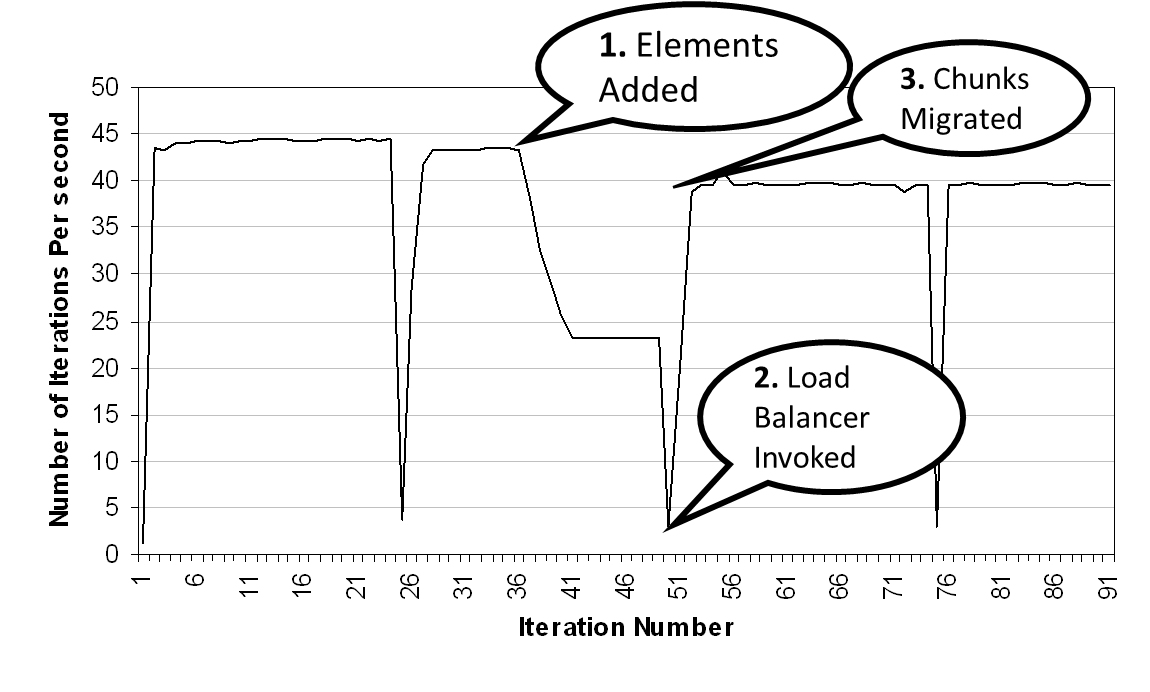 1. Elements
Added
3. Chunks
Migrated
50
45
40
35
30
25
20
15
10
5
0
Number of Iterations Per second
2. Load
Balancer
Invoked
1 6 11 16 21 26 31 36 41 46 51 56 61 66 71 76 81 86 91
Iteration Number